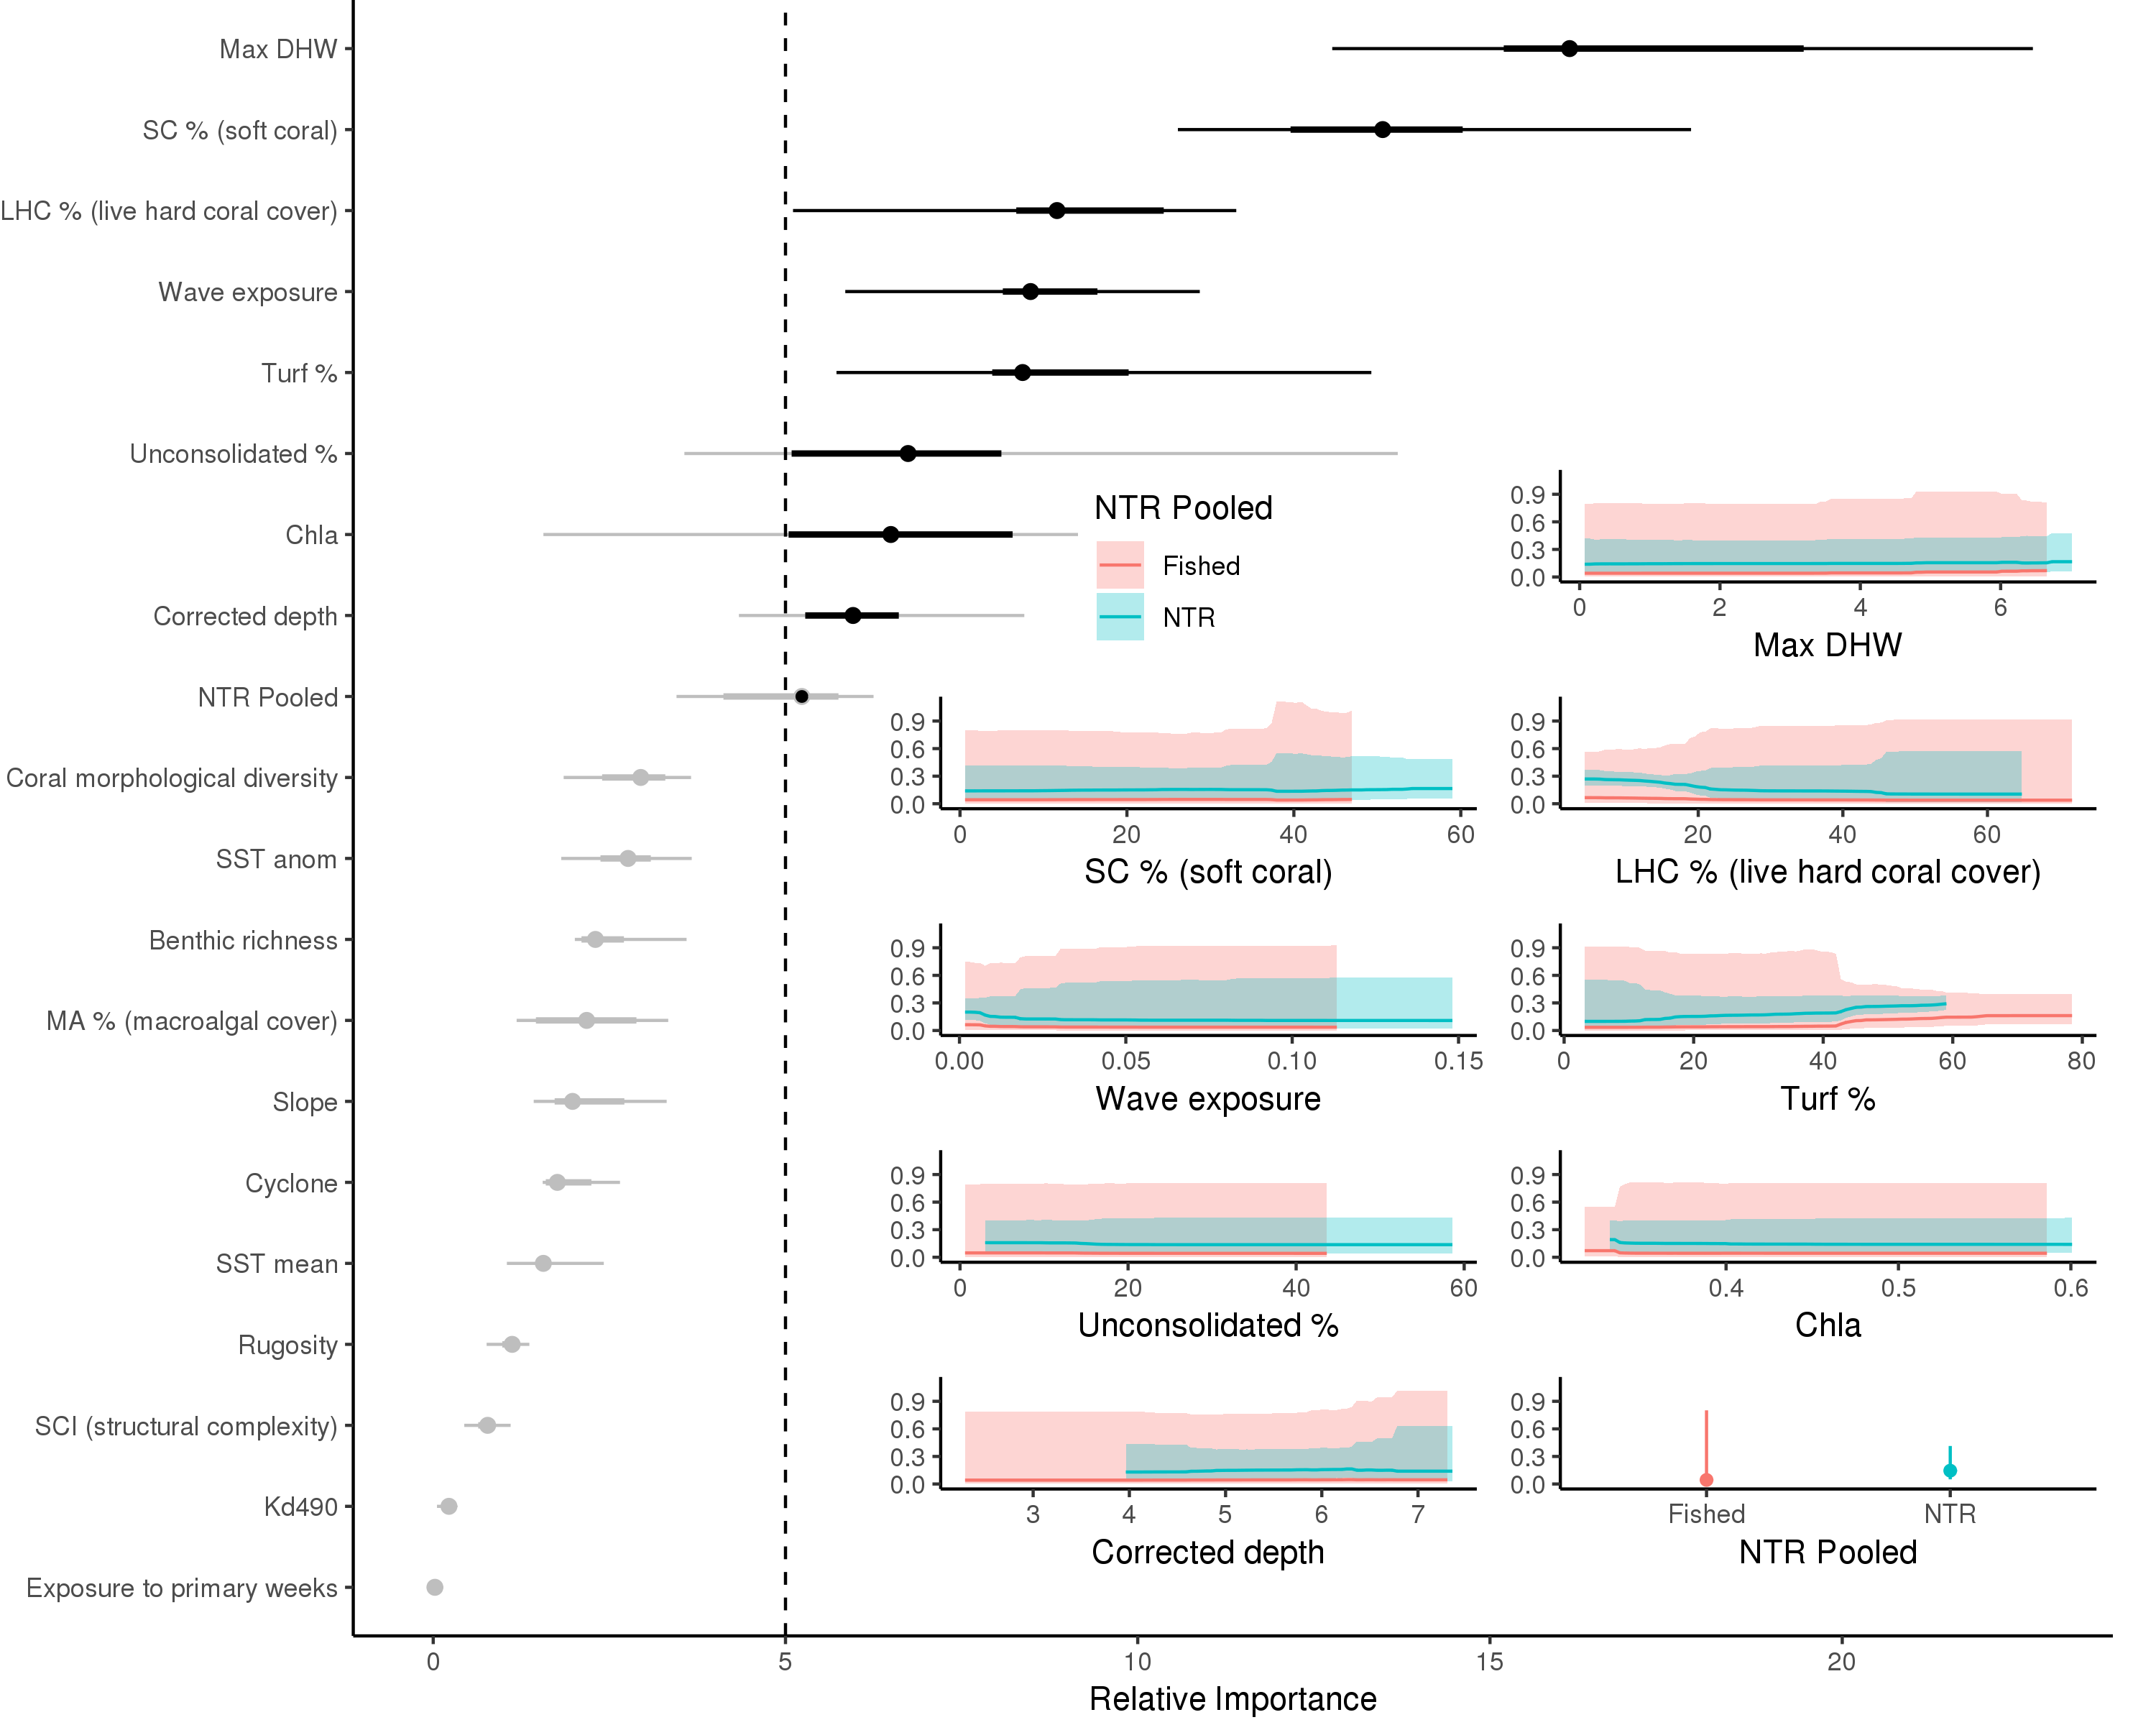 Max DHW
SC % (soft coral)
LHC % (live hard coral cover)
Wave exposure
Turf %
Unconsolidated %
Chla
Corrected depth
NTR Pooled
Coral morphological diversity
SST anom
Benthic richness
MA % (macroalgal cover)
Slope
Cyclone
SST mean
Rugosity
SCI (structural complexity)
Kd490
Exposure to primary weeks
0 5 10 15 20
Relative Importance
NTR Pooled
Fished
NTR
0.9
0.6
0.3
0.0
0 2 4 6
Max DHW
0.9
0.6
0.3
0.0
0 20 40 60
SC % (soft coral)
0.9
0.6
0.3
0.0
20 40 60
LHC % (live hard coral cover)
0.9
0.6
0.3
0.0
0.00 0.05 0.10 0.15
Wave exposure
0.9
0.6
0.3
0.0
0 20 40 60 80
Turf %
0.9
0.6
0.3
0.0
0 20 40 60
Unconsolidated %
0.9
0.6
0.3
0.0
0.4 0.5 0.6
Chla
0.9
0.6
0.3
0.0
3 4 5 6 7
Corrected depth
0.9
0.6
0.3
0.0
Fished NTR
NTR Pooled